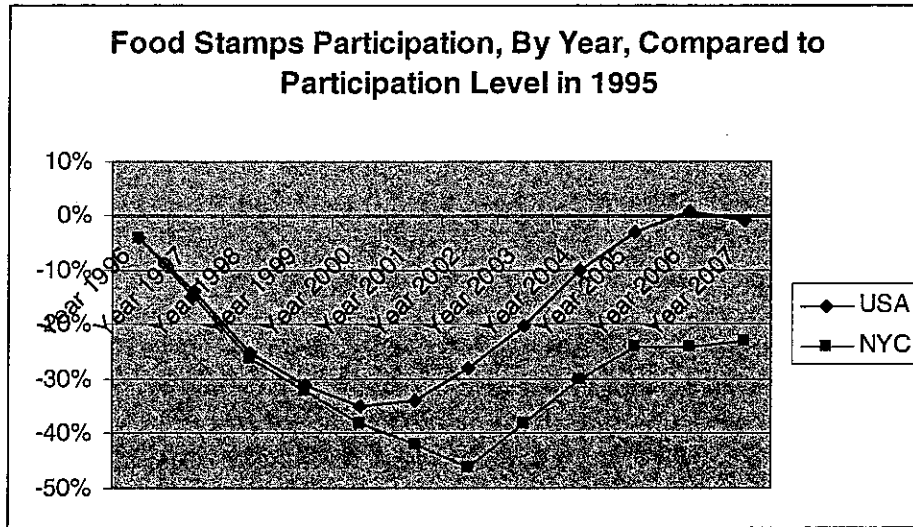 Food Stamps Participation, By Year, Compared to
Participation Level in 1995
10%
0%
-10%
-20%
-30%
-40%
-50%
Year 1996
Year 1997
Year 1998
Year 1999
Year 2000
Year 2001
Year 2002
Year 2003
Year 2004
Year 2005
Year 2006
Year 2007
USA
NYC